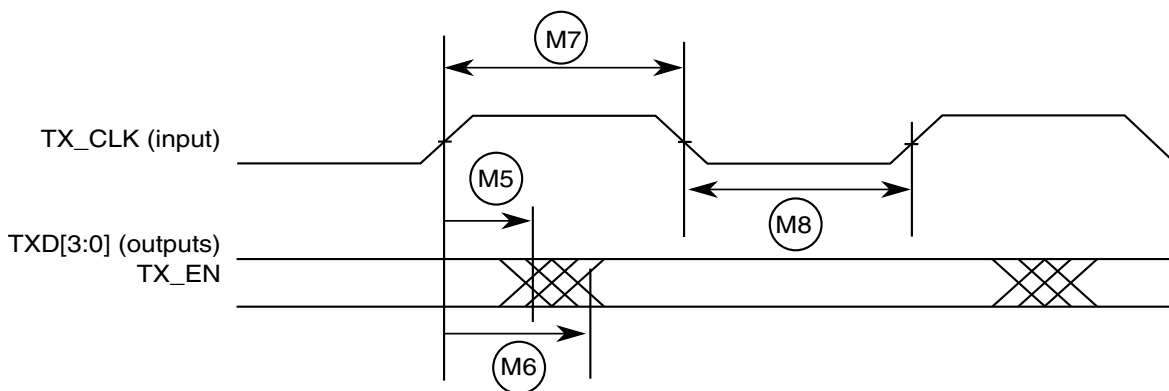 M7
TX_CLK (input)
M5
M8
TXD[3:0] (outputs)
TX_EN
M6